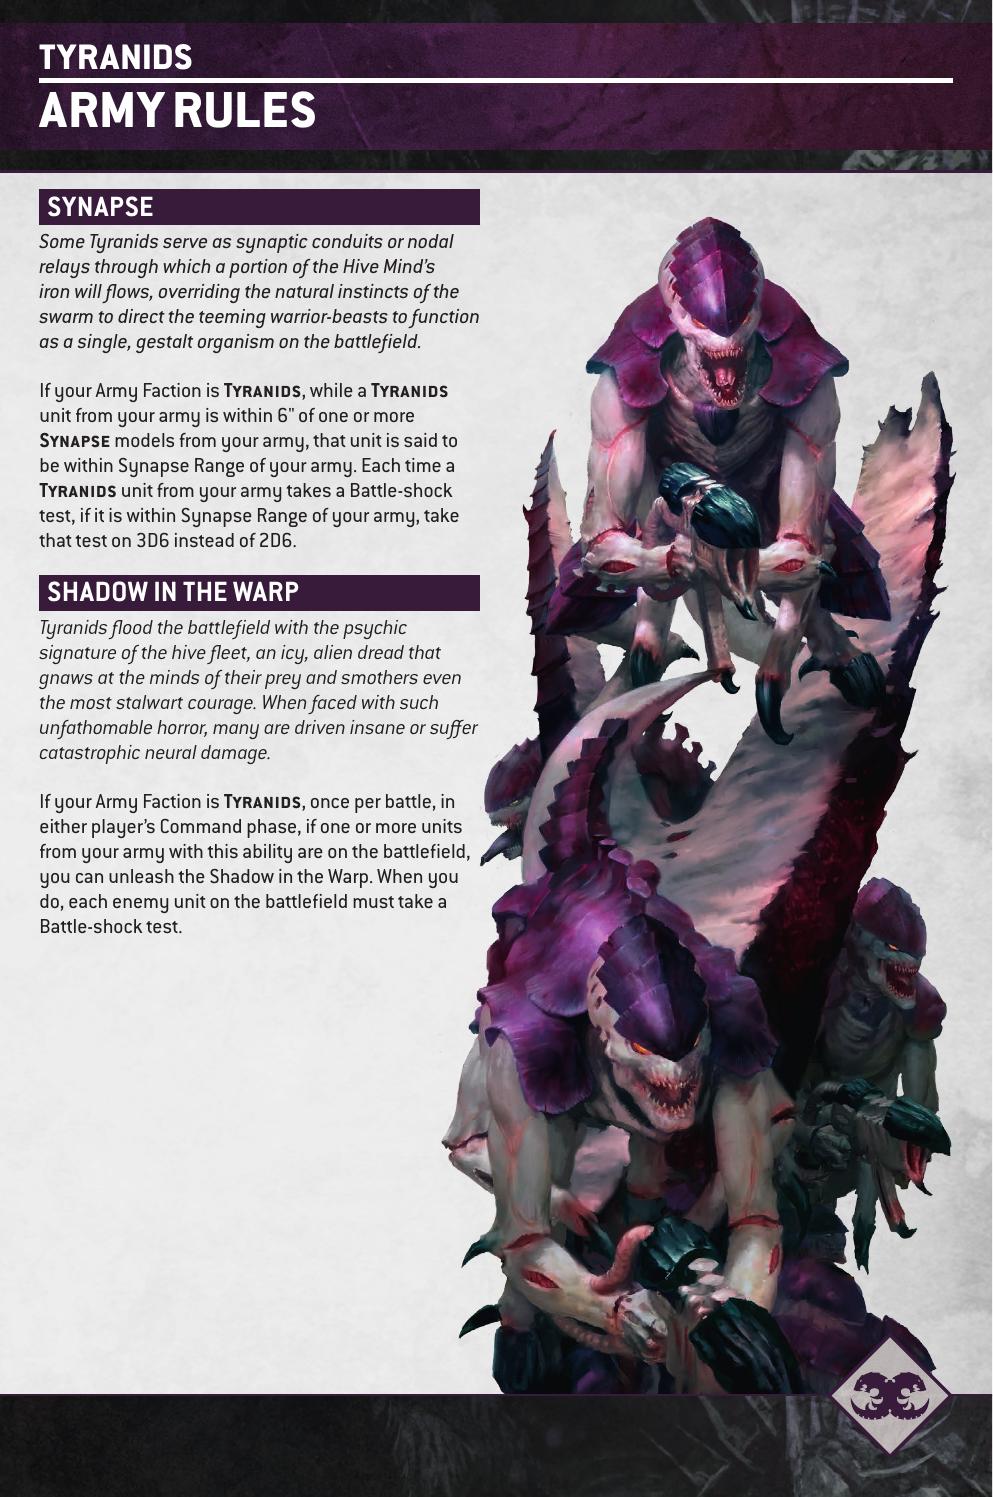 TYRANIDS
ARMY RULES
SYNAPSE
Some Tyranids serve as synaptic conduits or nodal
relays through which a portion of the Hive Mind's
iron will flows, overriding the natural instincts of the
swarm to direct the teeming warrior-beasts to function
as a single, gestalt organism on the battlefield.
If your Army Faction is TYRANIDS, while a TYRANIDS
unit from your army is within 6" of one or more
SYNAPSE models from your army, that unit is said to
be within Synapse Range of your army. Each time a
TYRANIDS unit from your army takes a Battle-shock
test, if it is within Synapse Range of your army, take
that test on 3D6 instead of 2D6.
SHADOW IN THE WARP
Tyranids flood the battlefield with the psychic
signature of the hive fleet, an icy, alien dread that
gnaws at the minds of their prey and smothers even
the most stalwart courage. When faced with such
unfathomable horror, many are driven insane or suffer
catastrophic neural damage.
If your Army Faction is TYRANIDS, once per battle, in
either player's Command phase, if one or more units
from your army with this ability are on the battlefield,
you can unleash the Shadow in the Warp. When you
do, each enemy unit on the battlefield must take a
Battle-shock test.